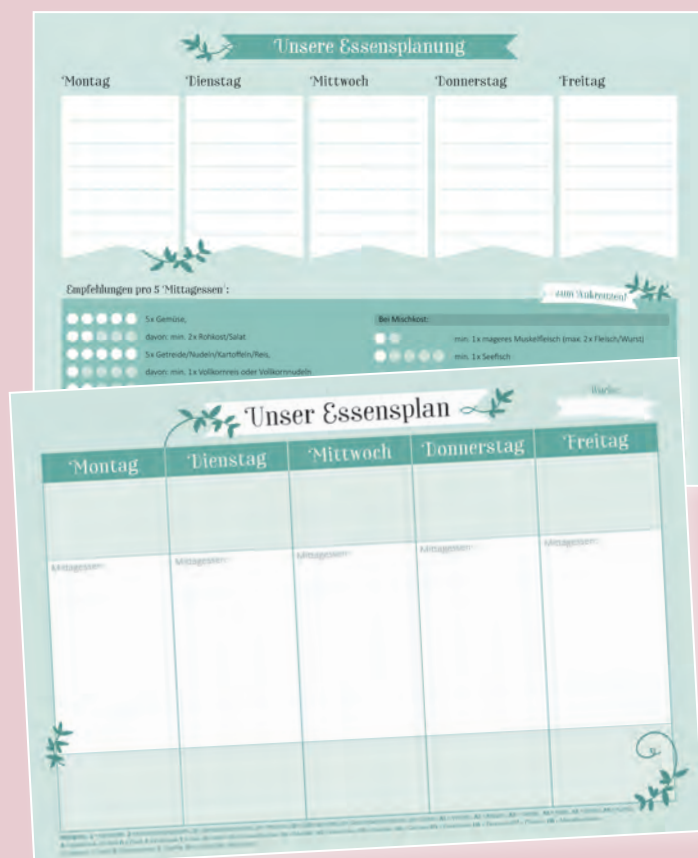 Unsere Essensplanung
Montag Dienstag Mittwoch Donnerstag Freitag
Empfehlungen pro 5 Mittagessen:
zum Ankreuzen!
5x Gemüse,
davon: min. 2x Rohkost/Salat
5x Getreide/Nudeln/Kartoffeln/Reis,
davon: min. 1x Vollkornreis oder Vollkornnudeln
Bei Mischkost:
min. 1x mageres Muskelfleisch (max. 2x Fleisch/Wurst)
min. 1x Seefisch
Unser Essensplan
Woche:
Montag Dienstag Mittwoch Donnerstag Freitag
Mittagessen: Mittagessen: Mittagessen: Mittagessen: Mittagessen: